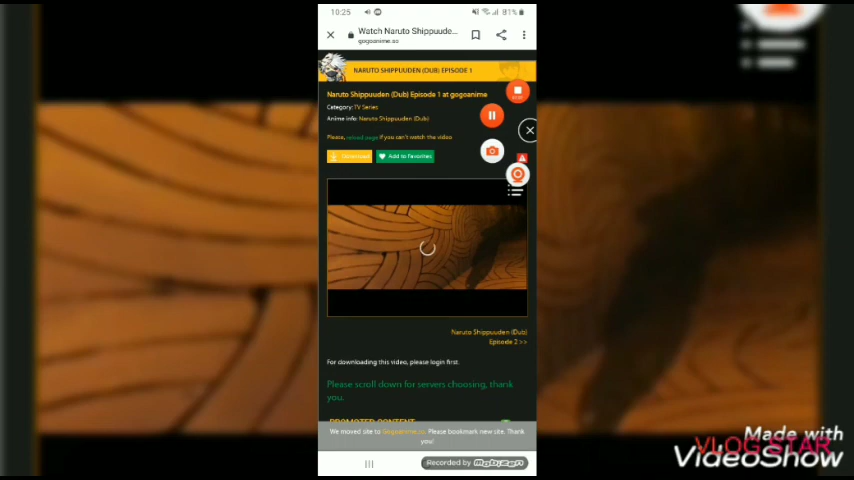 10:25
81%
Watch Naruto Shippuude...
gogoanime.so
NARUTO SHIPPUUDEN (DUB) EPISODE 1
Naruto Shippuuden (Dub) Episode 1 at gogoanime
Category: TV Series
Anime info: Naruto Shippuuden (Dub)
Please, reload page if you can't watch the video
Download
Add to Favorites
Naruto Shippuuden (Dub)
Episode 2 >>
For downloading this video, please login first.
Please scroll down for servers choosing, thank
you.
PROMOTED CONTENT
We moved site to Gogoanime.so. Please bookmark new site. Thank
you!
Recorded by mobizen
Made with
VLOG STAR
VideoShow